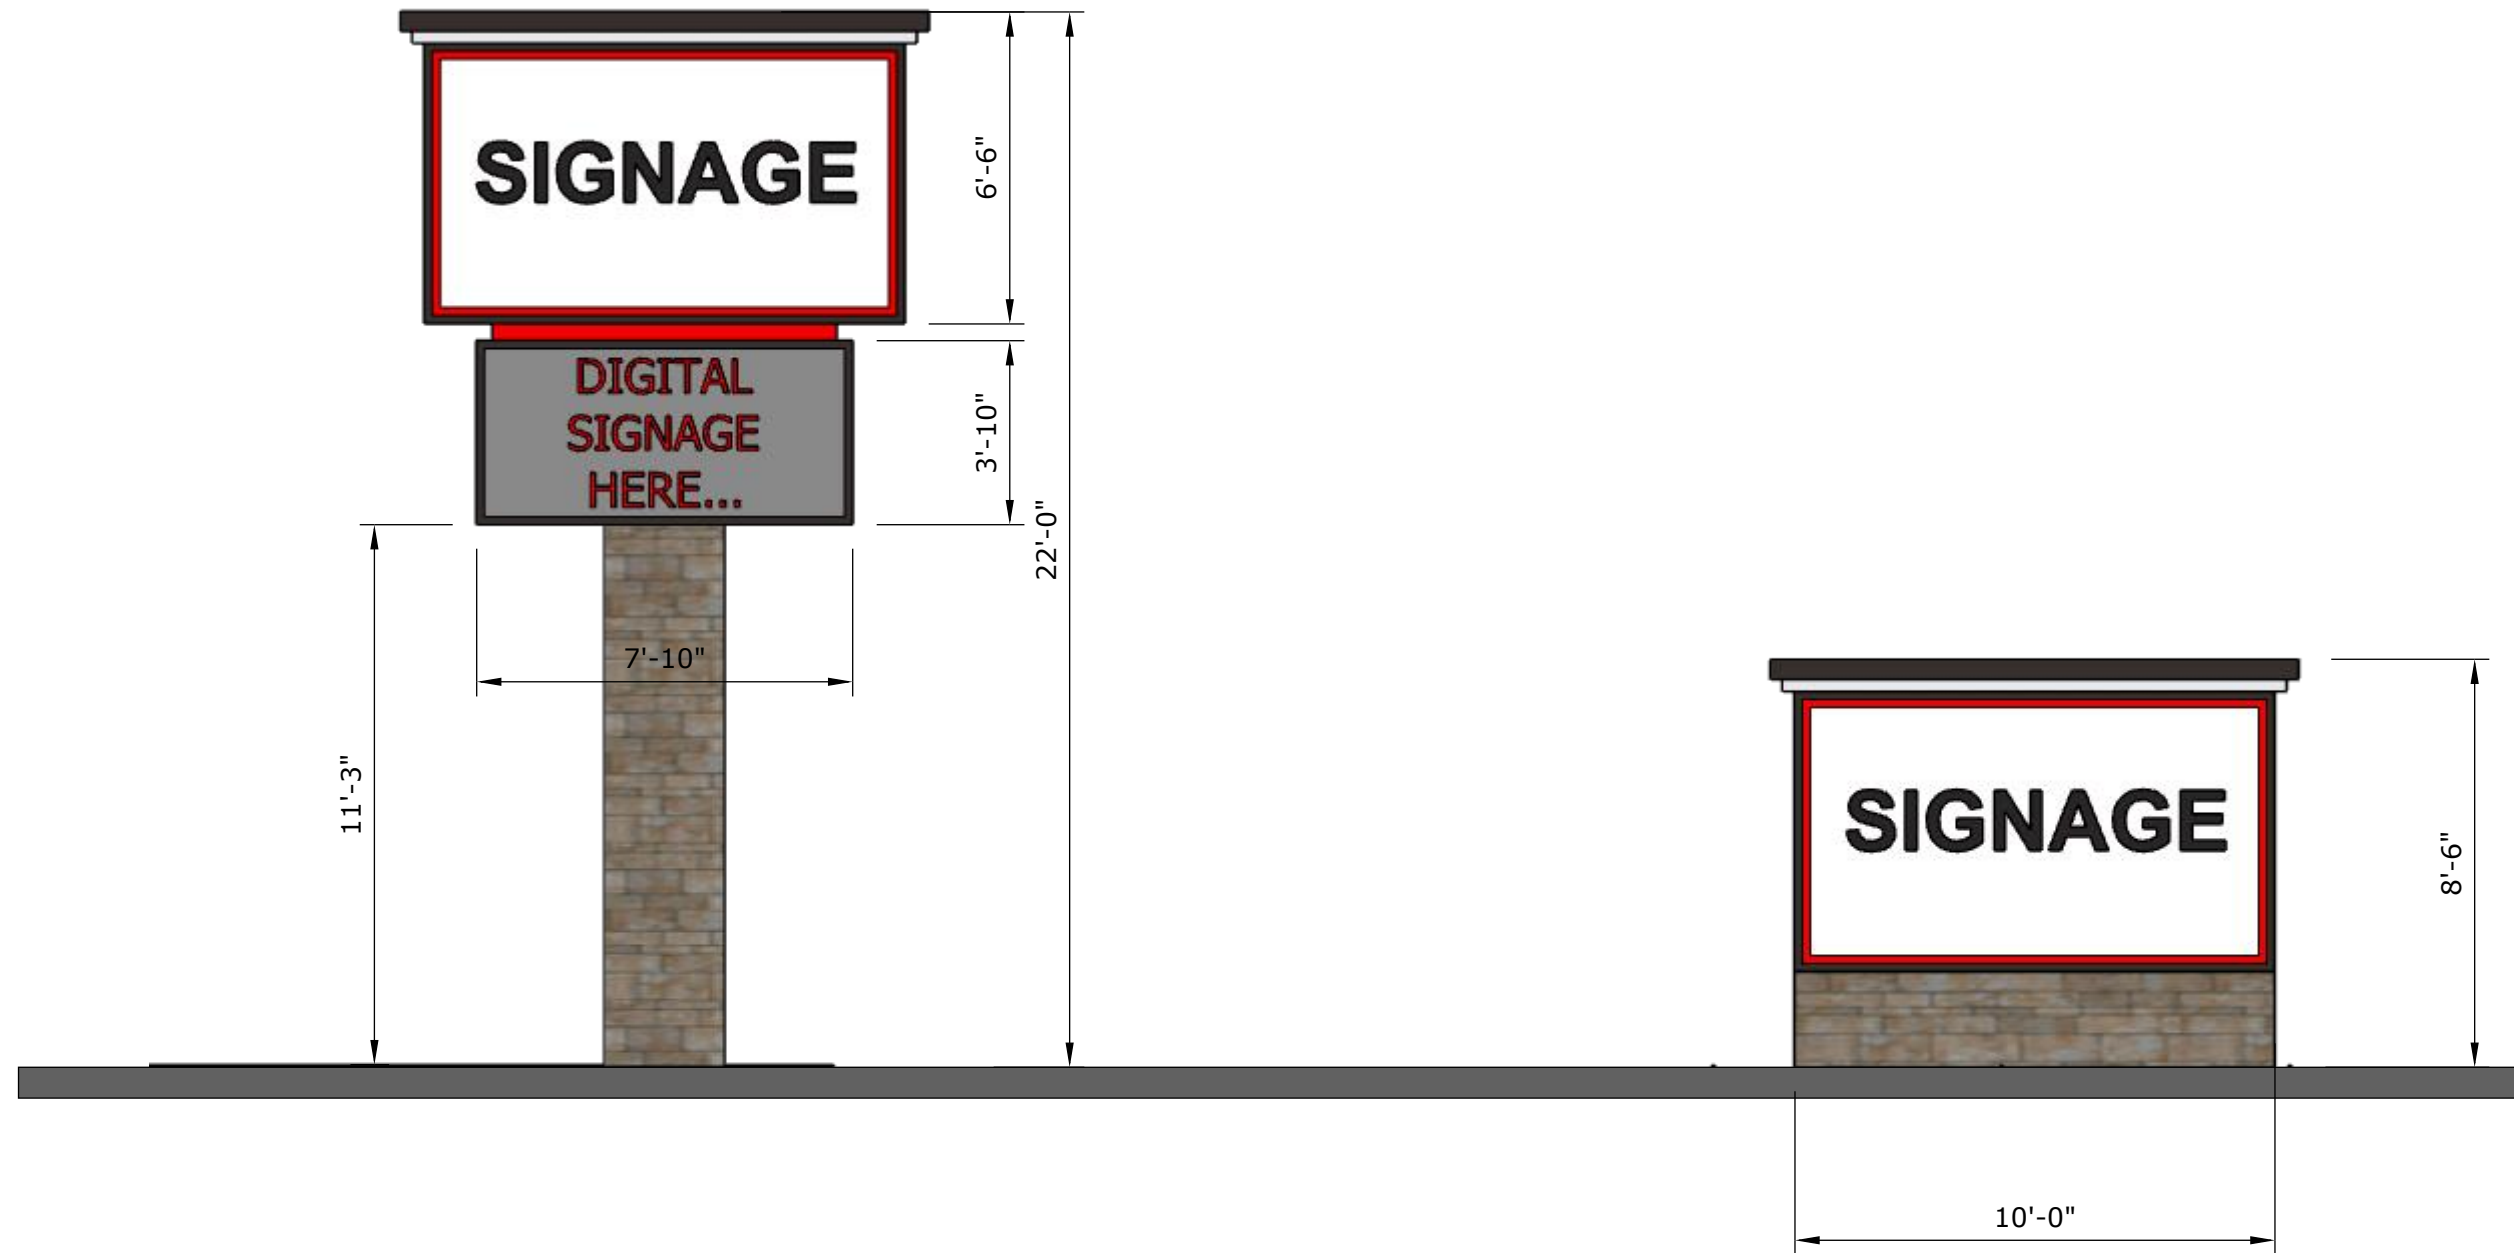 SIGNAGE
6'-6"
DIGITAL
SIGNAGE
HERE...
3'-10"
22'-0"
7'-10"
11'-3"
SIGNAGE
8'-6"
10'-0"